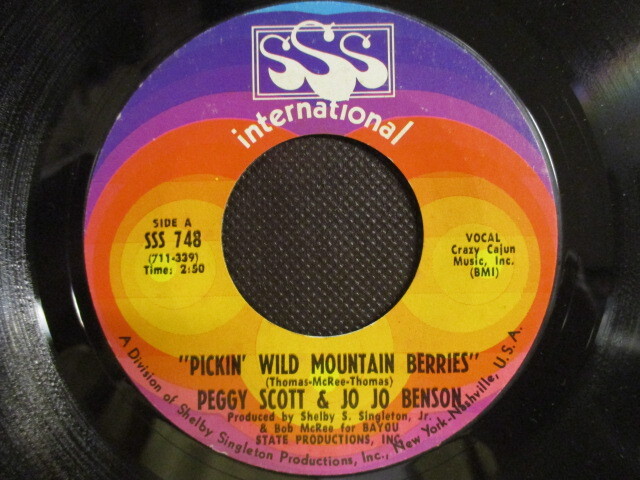 SSS
international
SIDE A
SSS 748
(711-339)
Time: 2:50
VOCAL
Crazy Cajun
Music, Inc.
(BMI)
"PICKIN' WILD MOUNTAIN BERRIES"
(Thomas-McRee-Thomas)
PEGGY SCOTT & JO JO BENSON
Produced by Shelby S. Singleton, Jr.
& Bob McRee for BAYOU
STATE PRODUCTIONS, INC.
A Division of Shelby Singleton Productions, Inc., New York-Nashville, U.S.A.